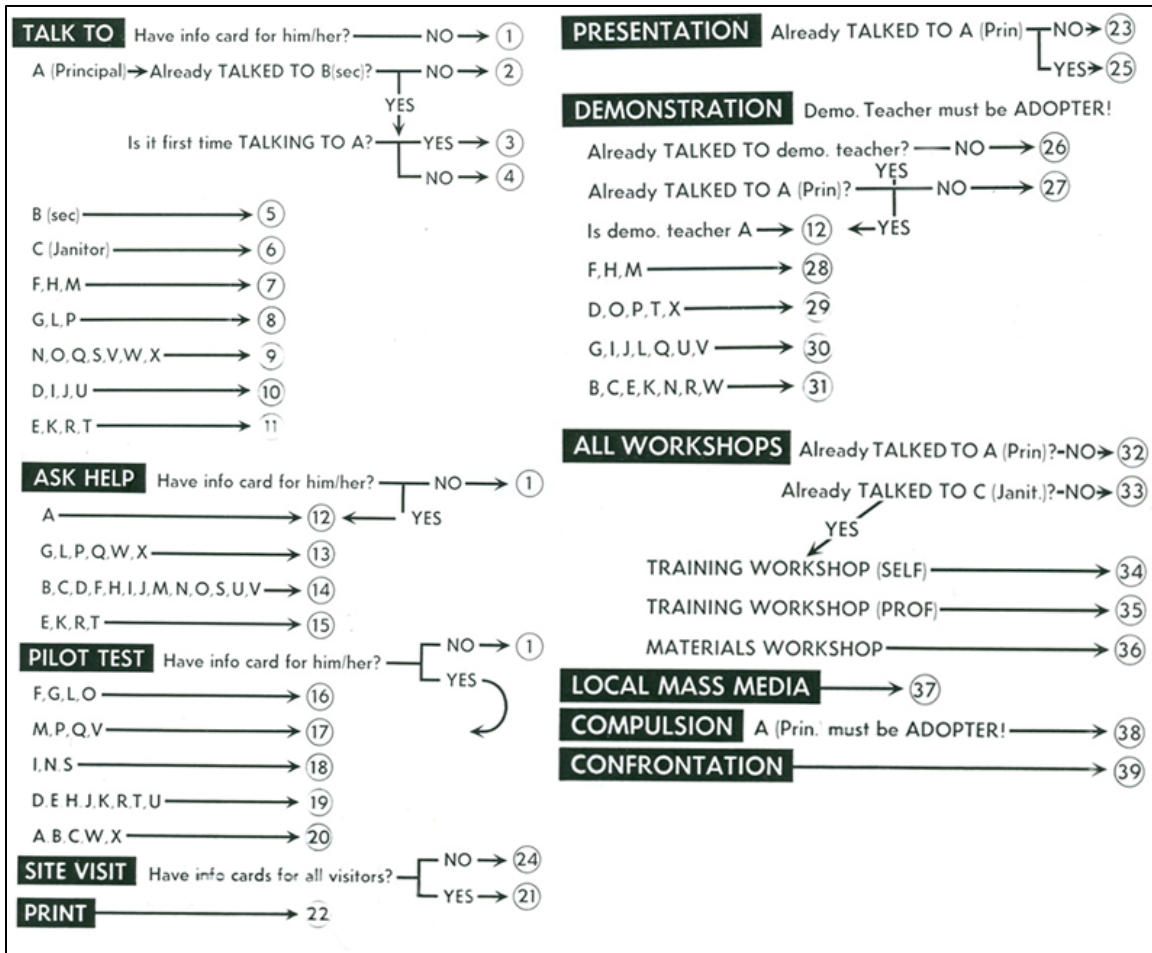 TALK TO Have info card for him/her? NO 1
A (Principal) Already TALKED TO B(sec)? NO 2
YES
Is it first time TALKING TO A? YES 3
NO 4
B (sec) 5
C (Janitor) 6
F,H,M 7
G,L,P 8
N,O,Q,S,V,W,X 9
D,I,J,U 10
E,K,R,T 11
ASK HELP Have info card for him/her? NO 1
A 12 YES
G,L,P,Q,W,X 13
B,C,D,F,H,I,J,M,N,O,S,U,V 14
E,K,R,T 15
PILOT TEST Have info card for him/her? NO 1
YES
F,G,L,O 16
M,P,Q,V 17
I,N.S 18
D.E H.J,K,R,T,U 19
A.B.C.W,X 20
SITE VISIT Have info cards for all visitors? NO 24
YES 21
PRINT 22
PRESENTATION Already TALKED TO A (Prin) NO 23
YES 25
DEMONSTRATION Demo. Teacher must be ADOPTER!
Already TALKED TO demo. teacher? NO 26
YES
Already TALKED TO A (Prin)? NO 27
Is demo. teacher A 12 YES
F,H,M 28
D,O,P,T,X 29
G,I,J,L,Q,U,V 30
B,C,E,K,N,R,W 31
ALL WORKSHOPS Already TALKED TO A (Prin)?-NO 32
Already TALKED TO C (Janit.)?-NO 33
YES
TRAINING WORKSHOP (SELF) 34
TRAINING WORKSHOP (PROF) 35
MATERIALS WORKSHOP 36
LOCAL MASS MEDIA 37
COMPULSION A (Prin.' must be ADOPTER! 38
CONFRONTATION 39